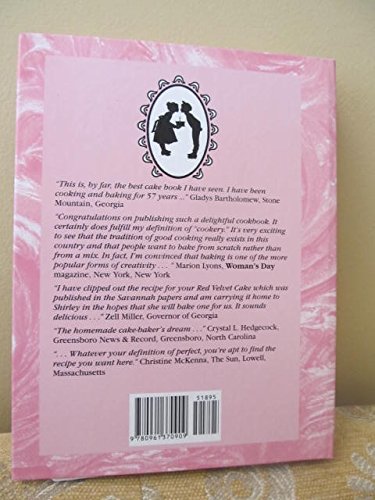 "This is, by far, the best cake book I have seen. I have been
cooking and baking for 57 years .." Gladys Bartholomew, Stone
Mountain, Georgia
"Congratulations on publishing such a delightful cookbook. It
certainly does fulfill my definition of "cookery." It's very exciting
to see that the tradition of good cooking really exists in this
country and that people want to bake from scratch rather than
from a mix. In fact, I'm convinced that baking is one of the more
popular forms of creativity . . . " Marion Lyons, Woman's Day
magazine, New York, New York
"I have clipped out the recipe for your Red Velvet Cake which was
published in the Savannah papers and am carrying it home to
Shirley in the hopes that she will bake one for us. It sounds
delicious . . ." Zell Miller, Governor of Georgia
"The homemade cake-baker's dream . . ." Crystal L. Hedgecock,
Greensboro News & Record, Greensboro, North Carolina
". . . Whatever your definition of perfect, you're apt to find the
recipe you want here." Christine McKenna, The Sun, Lowell,
Massachusetts
51895
9 780961 370909